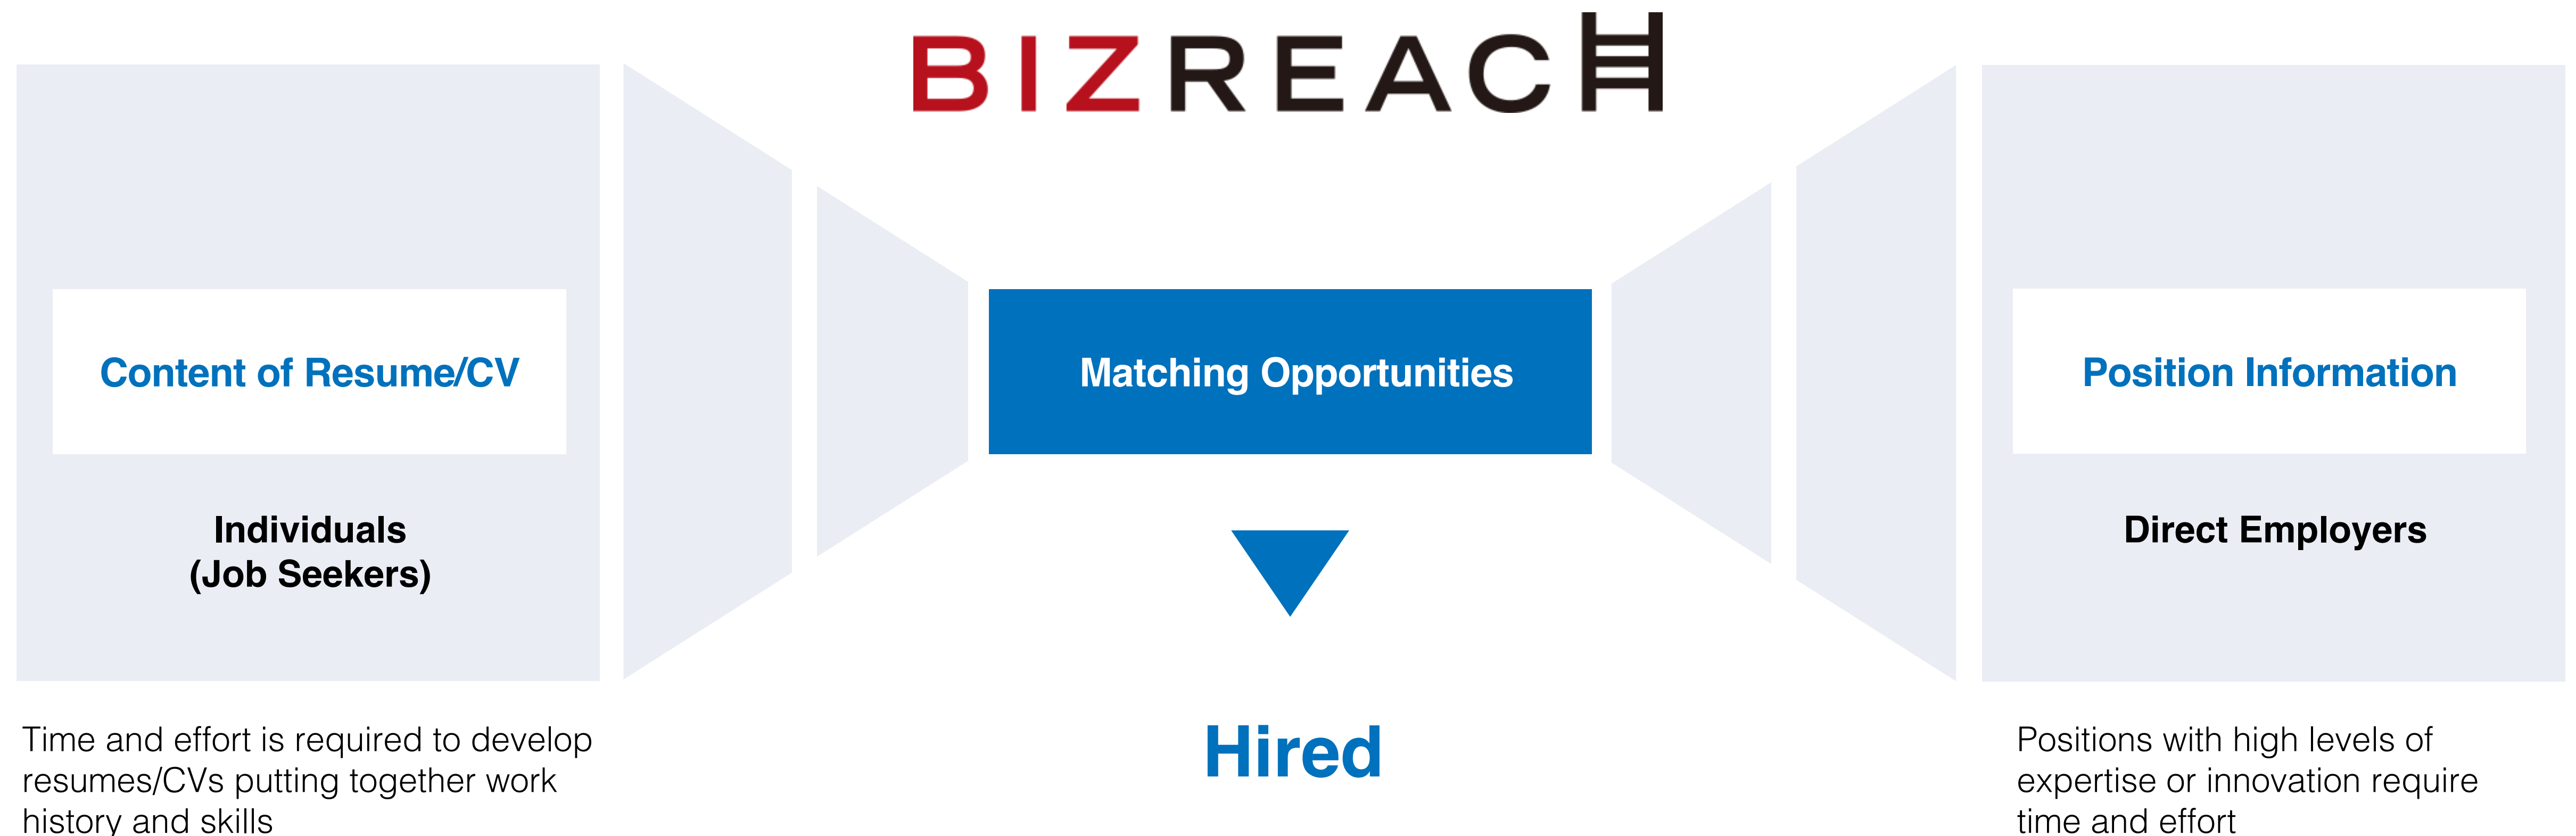 BIZREACH
Content of Resume/CV
Individuals
(Job Seekers)
Time and effort is required to develop
resumes/CVs putting together work
history and skills
Matching Opportunities
Hired
Position Information
Direct Employers
Positions with high levels of
expertise or innovation require
time and effort